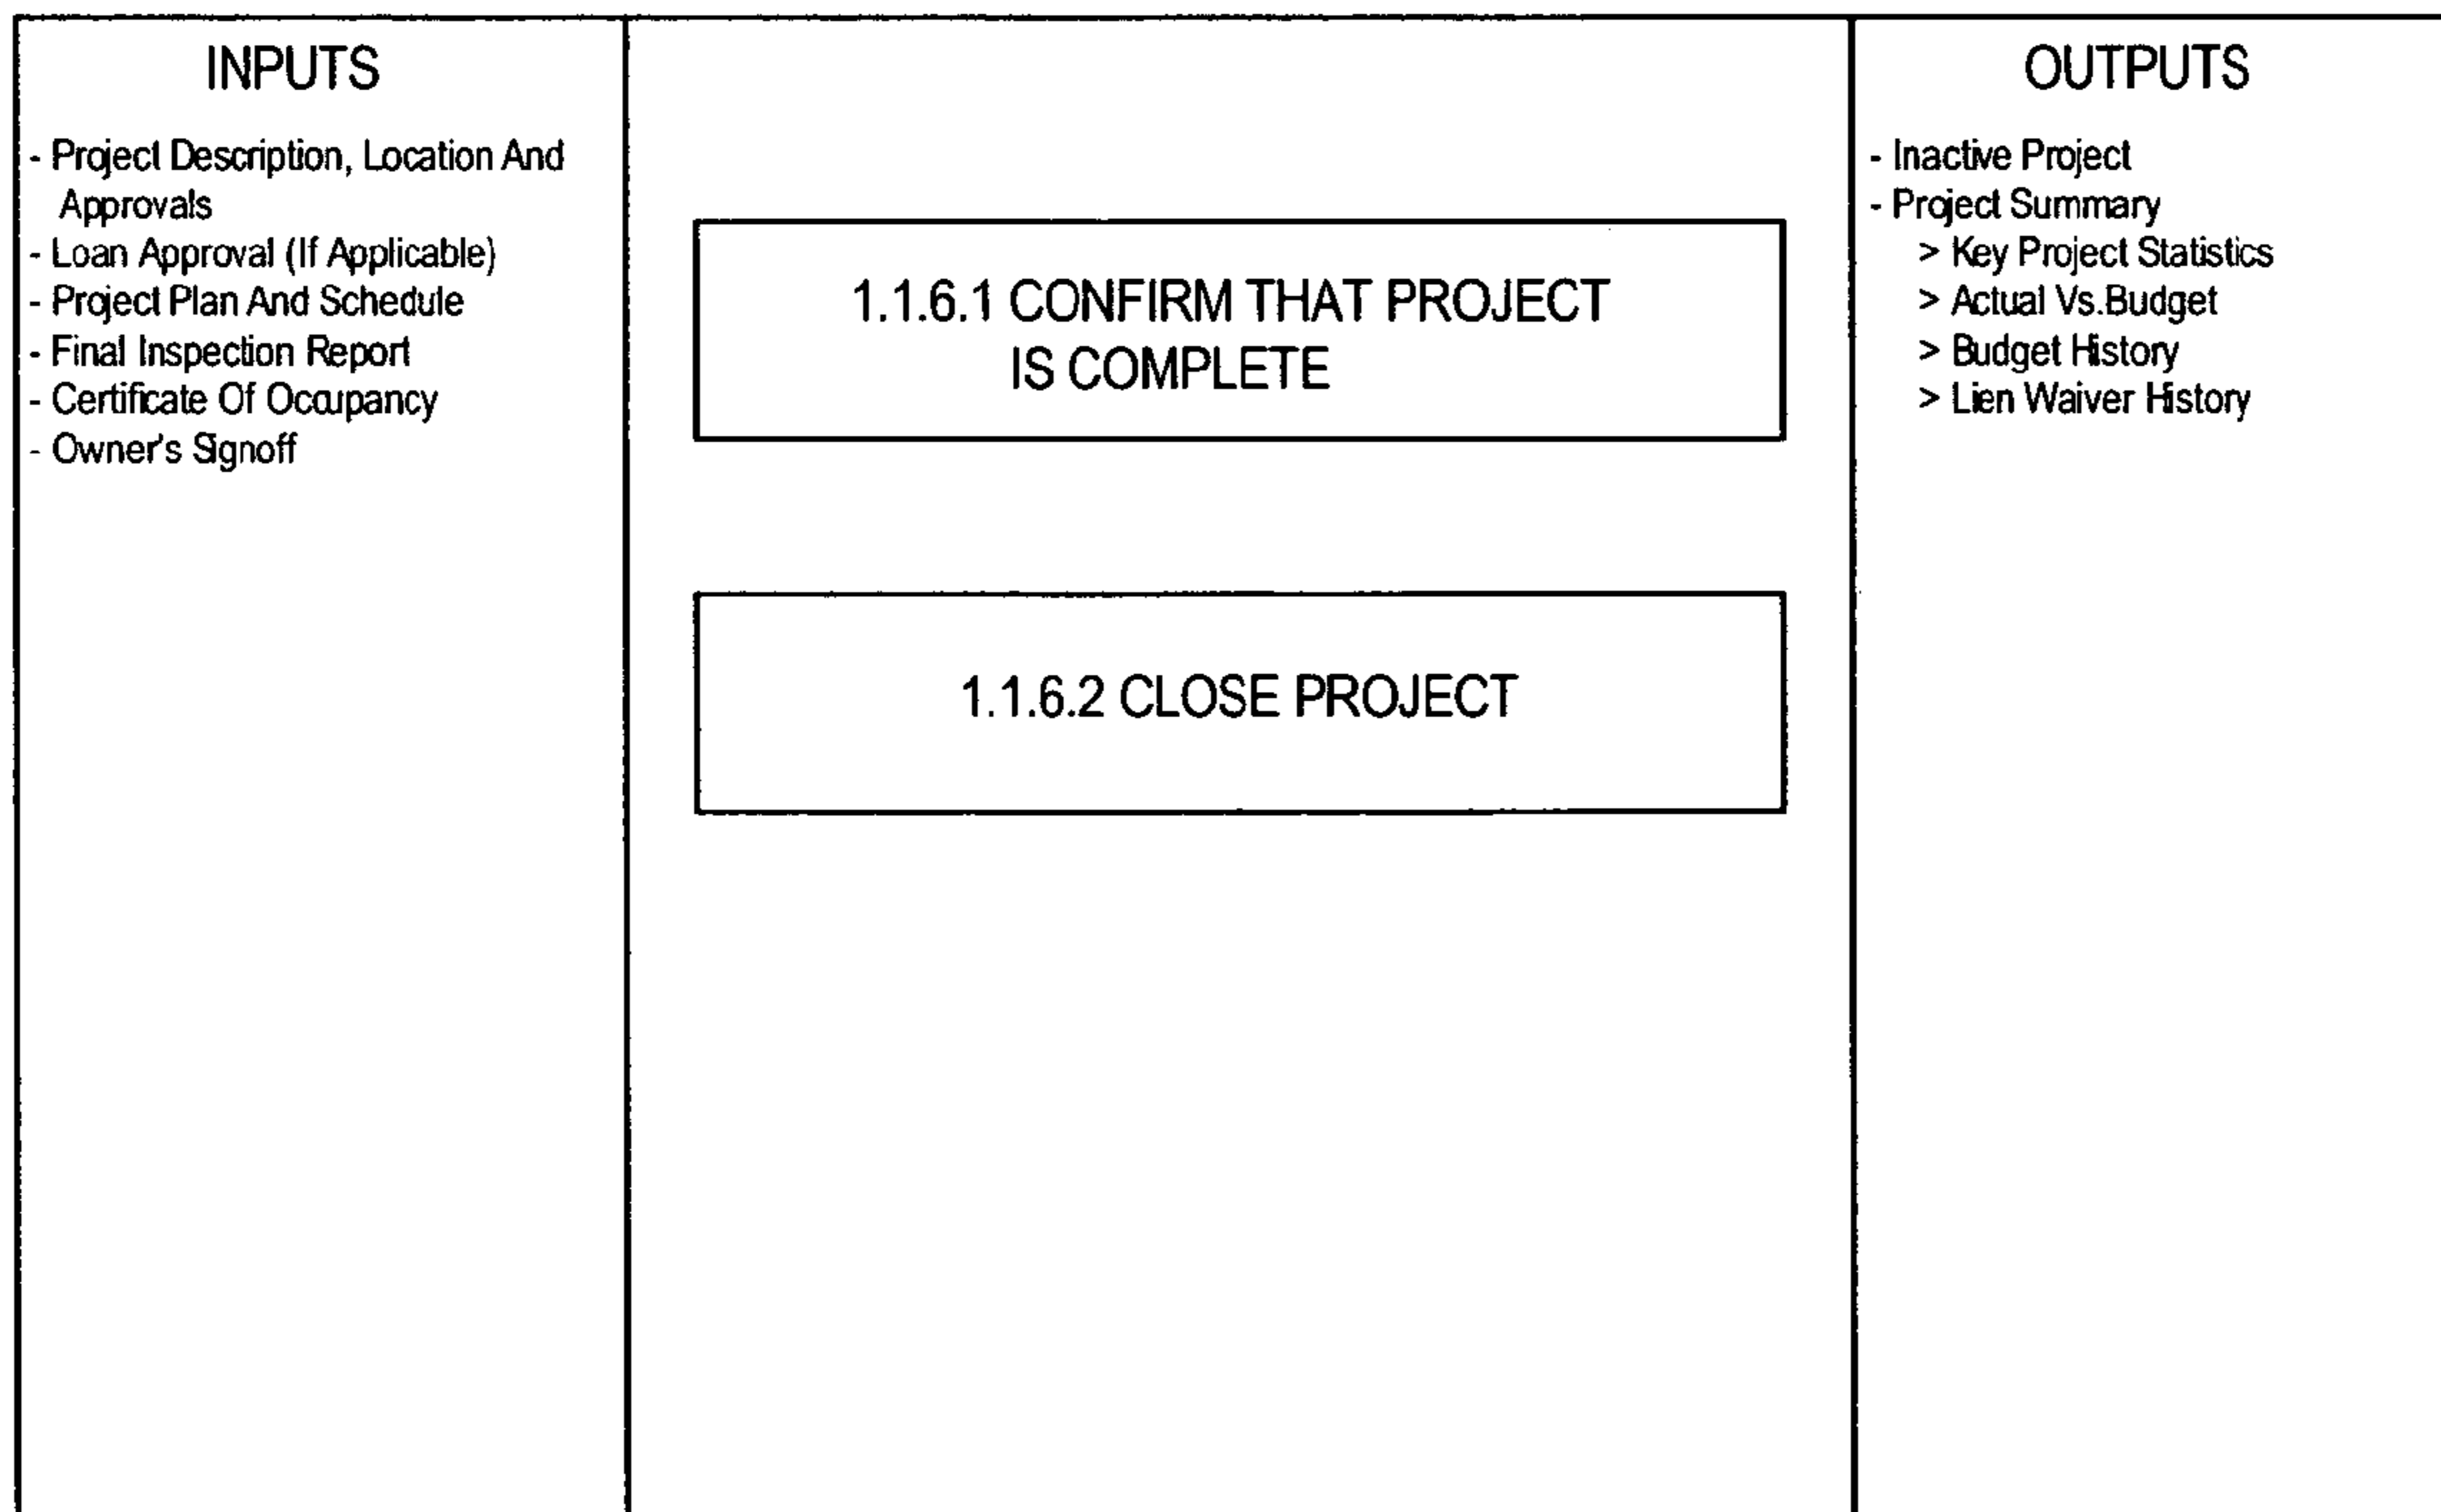 INPUTS
- Project Description, Location And
Approvals
- Loan Approval (If Applicable)
- Project Plan And Schedule
- Final Inspection Report
- Certificate Of Occupancy
- Owner's Signoff
1.1.6.1 CONFIRM THAT PROJECT
IS COMPLETE
1.1.6.2 CLOSE PROJECT
OUTPUTS
- Inactive Project
- Project Summary
> Key Project Statistics
> Actual Vs.Budget
> Budget History
> Lien Waiver History